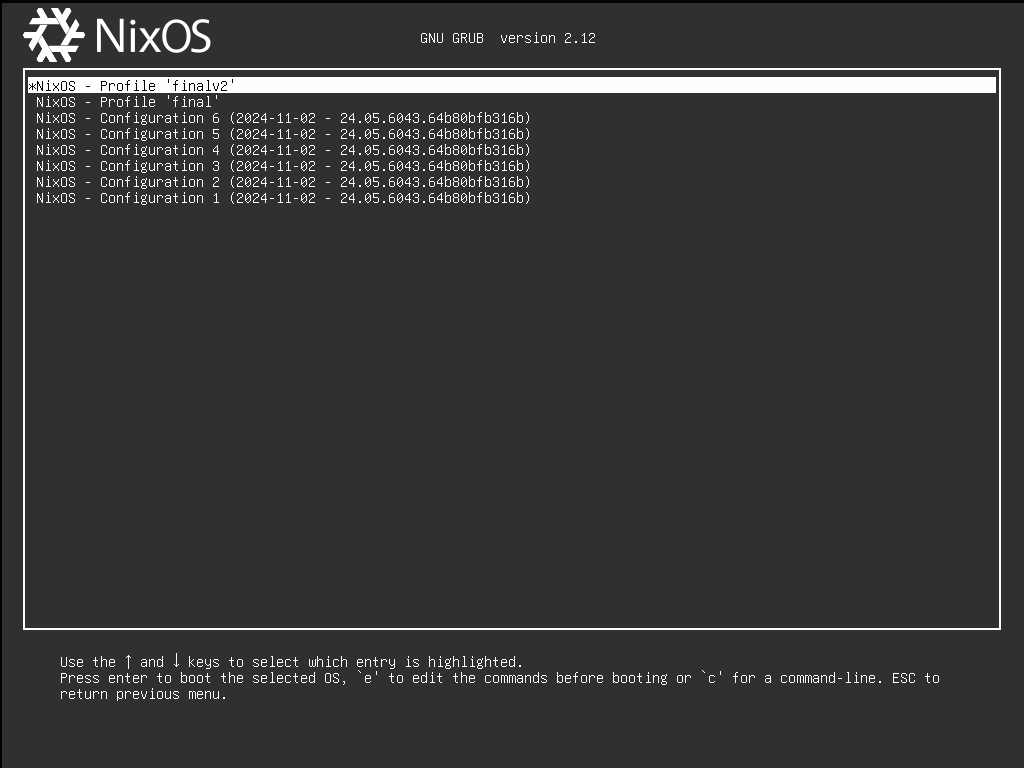 NixOS
GNU GRUB  version 2.12
*NixOS - Profile 'finalv2'
NixOS - Profile 'final'
NixOS - Configuration 6 (2024-11-02 - 24.05.6043.64b80bfb316b)
NixOS - Configuration 5 (2024-11-02 - 24.05.6043.64b80bfb316b)
NixOS - Configuration 4 (2024-11-02 - 24.05.6043.64b80bfb316b)
NixOS - Configuration 3 (2024-11-02 - 24.05.6043.64b80bfb316b)
NixOS - Configuration 2 (2024-11-02 - 24.05.6043.64b80bfb316b)
NixOS - Configuration 1 (2024-11-02 - 24.05.6043.64b80bfb316b)
Use the ↑ and ↓ keys to select which entry is highlighted.
Press enter to boot the selected OS, `e' to edit the commands before booting or `c' for a command-line. ESC to
return previous menu.